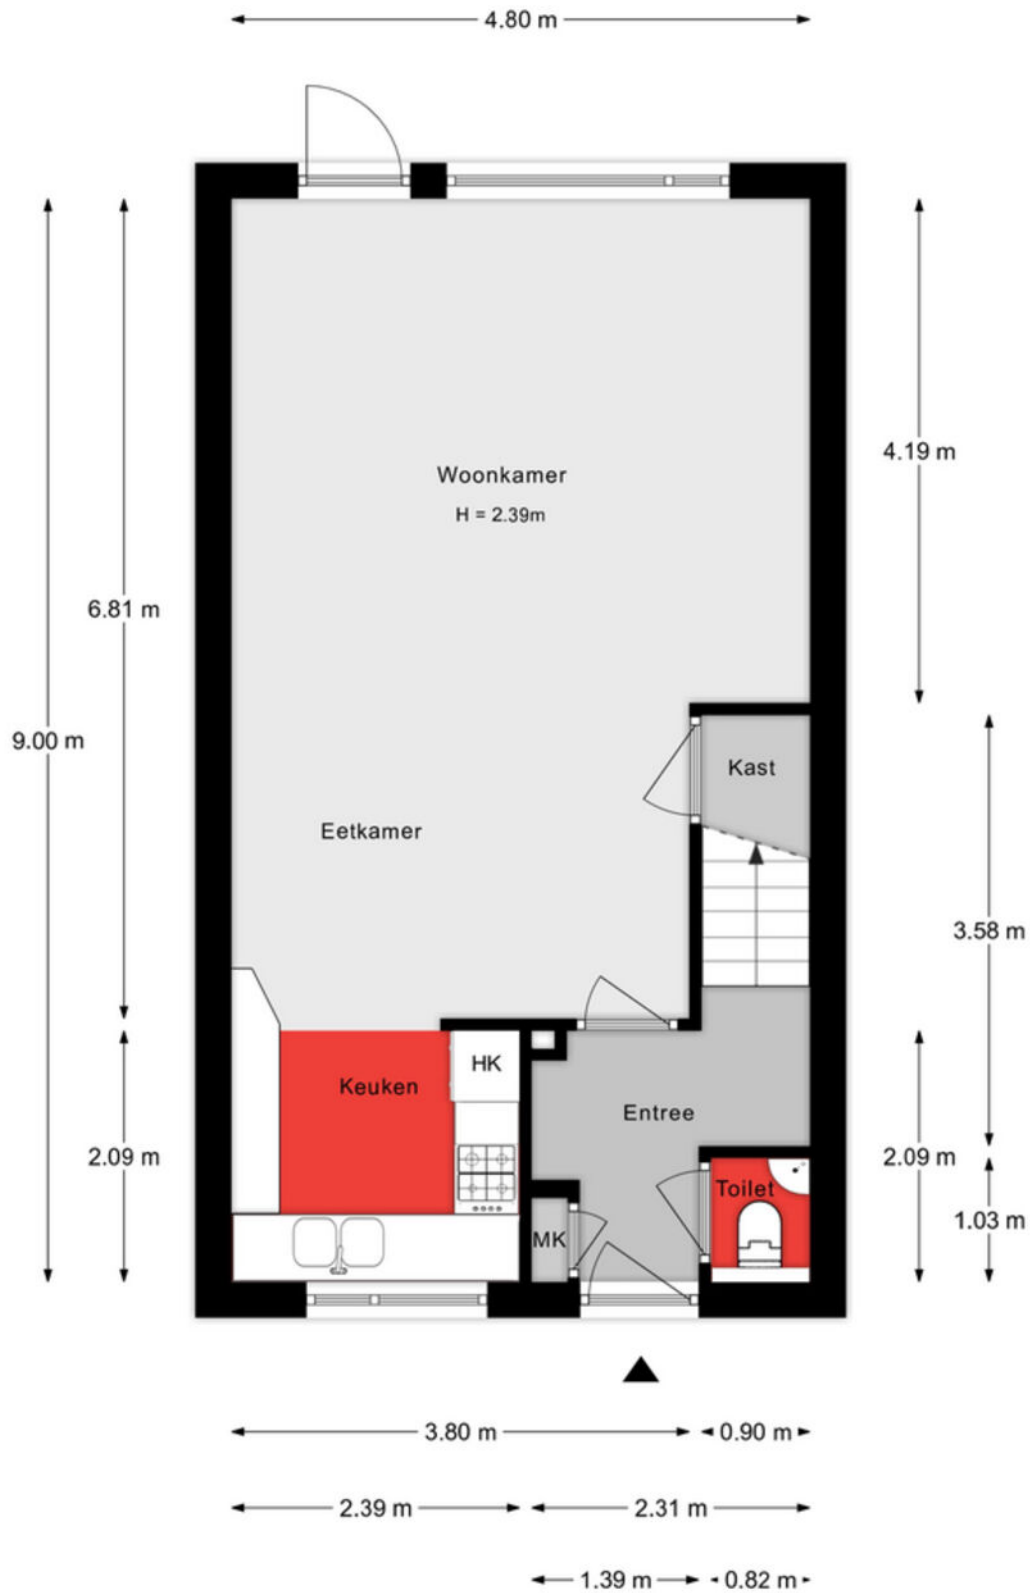 4.80 m
Woonkamer
H = 2.39m
4.19 m
6.81 m
9.00 m
Kast
Eetkamer
3.58 m
HK
Keuken
Entree
2.09 m
2.09 m
Toilet
1.03 m
MK
3.80 m
0.90 m
2.39 m
2.31 m
1.39 m
0.82 m